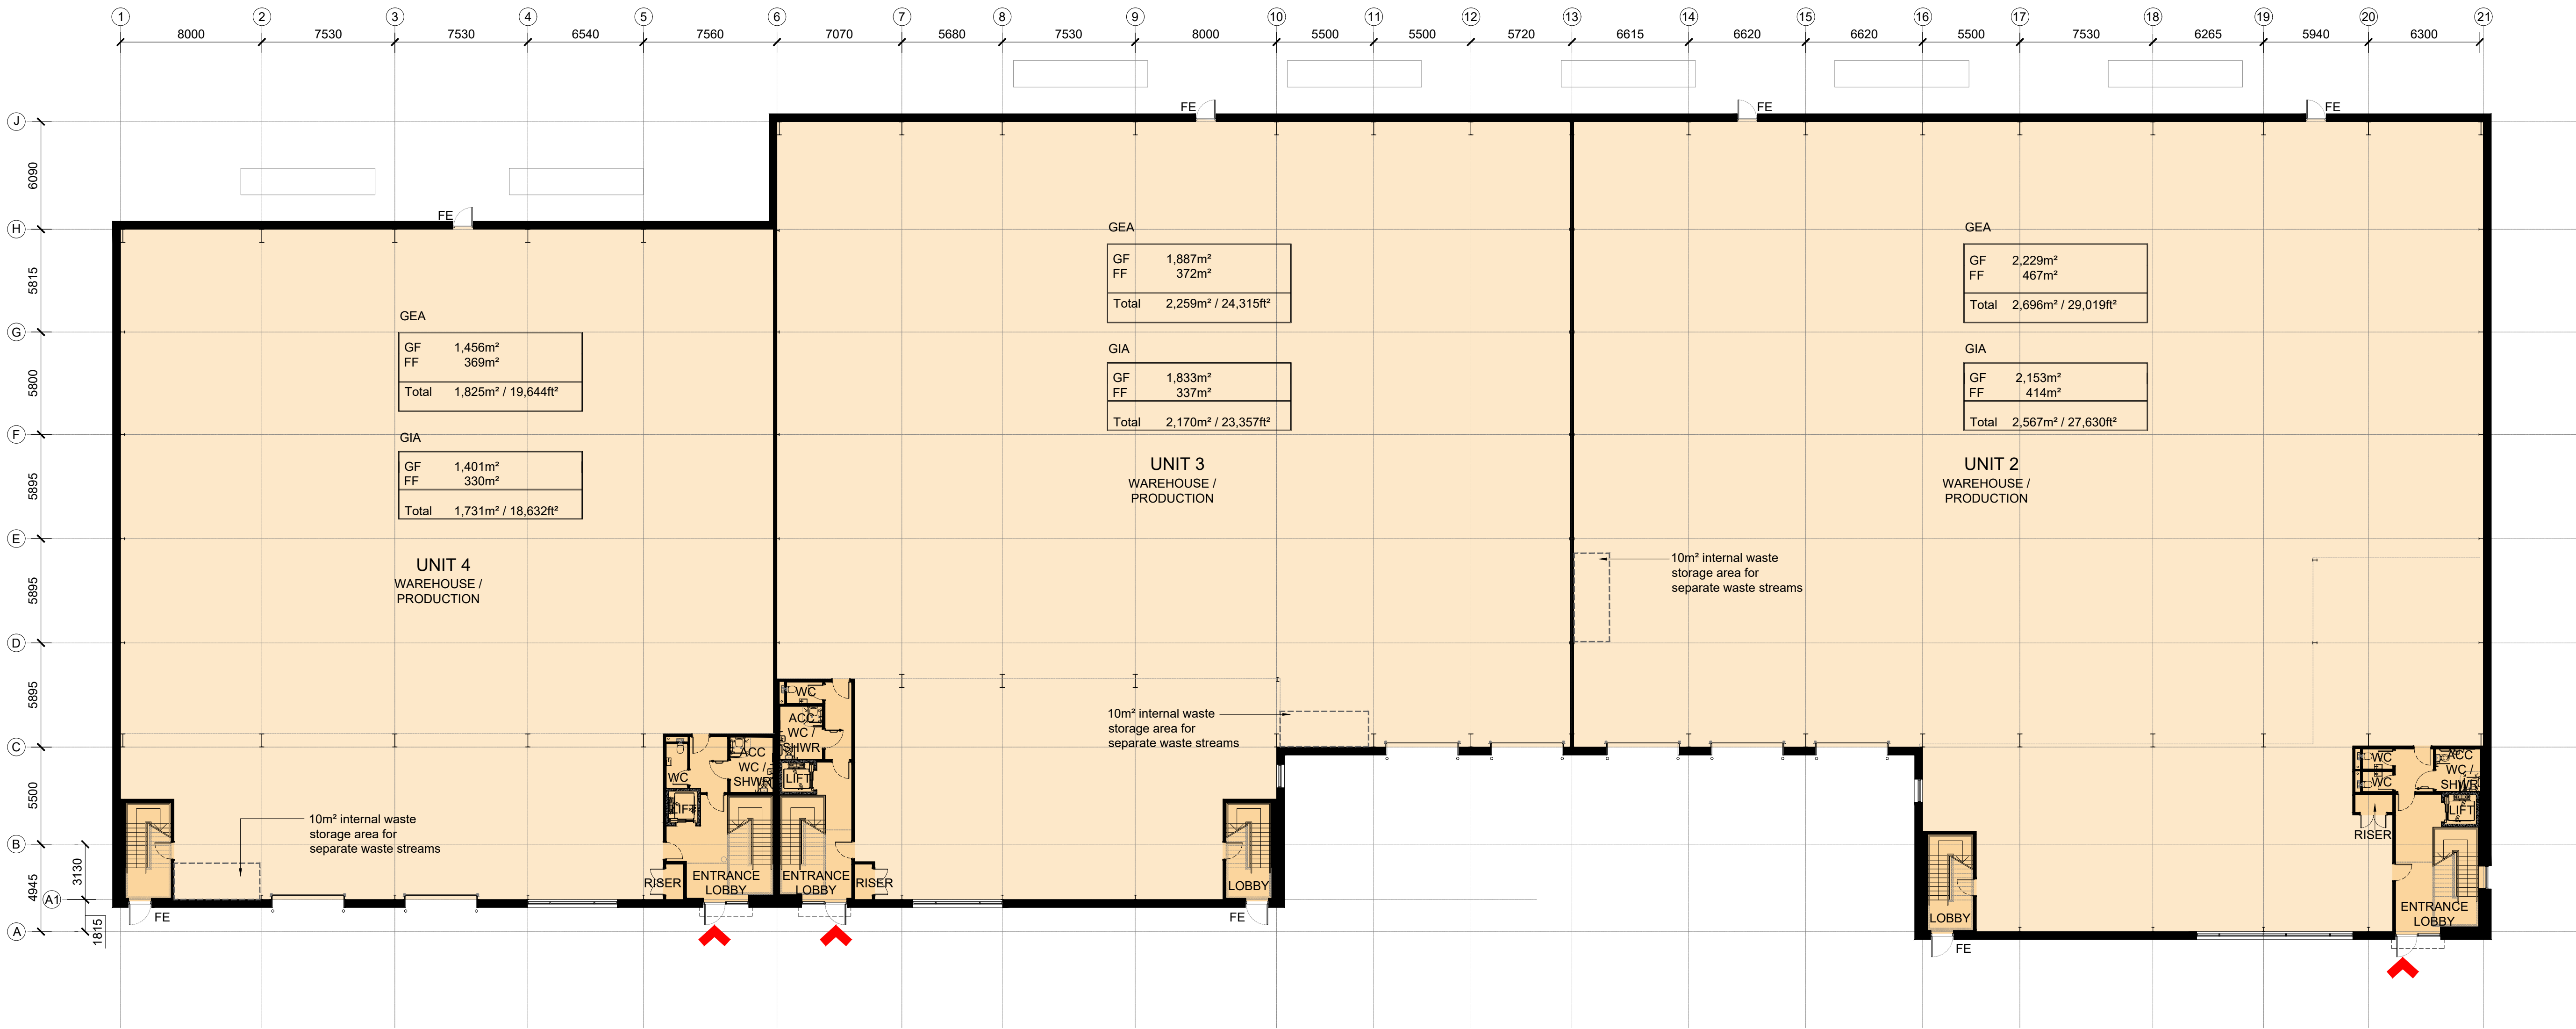 1 2 3 4 5 6 7 8 9 10 11 12 13 14 15 16 17 18 19 20 21
8000 7530 7530 6540 7560 7070 5680 7530 8000 5500 5500 5720 6615 6620 6620 5500 7530 6265 5940 6300
FE FE FE
J
6090
FE
H
5815
G
5800
F
5895
E
5895
D
5895
C
5500
B
3130
4945
A1
1815
A
GEA
GF 1,456m²
FF 369m²
Total 1,825m² / 19,644ft²
GIA
GF 1,401m²
FF 330m²
Total 1,731m² / 18,632ft²
UNIT 4
WAREHOUSE /
PRODUCTION
GEA
GF 1,887m²
FF 372m²
Total 2,259m² / 24,315ft²
GIA
GF 1,833m²
FF 337m²
Total 2,170m² / 23,357ft²
UNIT 3
WAREHOUSE /
PRODUCTION
GEA
GF 2,229m²
FF 467m²
Total 2,696m² / 29,019ft²
GIA
GF 2,153m²
FF 414m²
Total 2,567m² / 27,630ft²
UNIT 2
WAREHOUSE /
PRODUCTION
10m² internal waste
storage area for
separate waste streams
10m² internal waste
storage area for
separate waste streams
10m² internal waste
storage area for
separate waste streams
FE
WC
ACC
WC /
SHWR
LIFT
RISER
ENTRANCE
LOBBY
WC
ACC
WC /
SHWR
LIFT
ENTRANCE
LOBBY
RISER
LOBBY
FE
LOBBY
FE
WC
WC
ACC
WC /
SHWR
LIFT
RISER
ENTRANCE
LOBBY